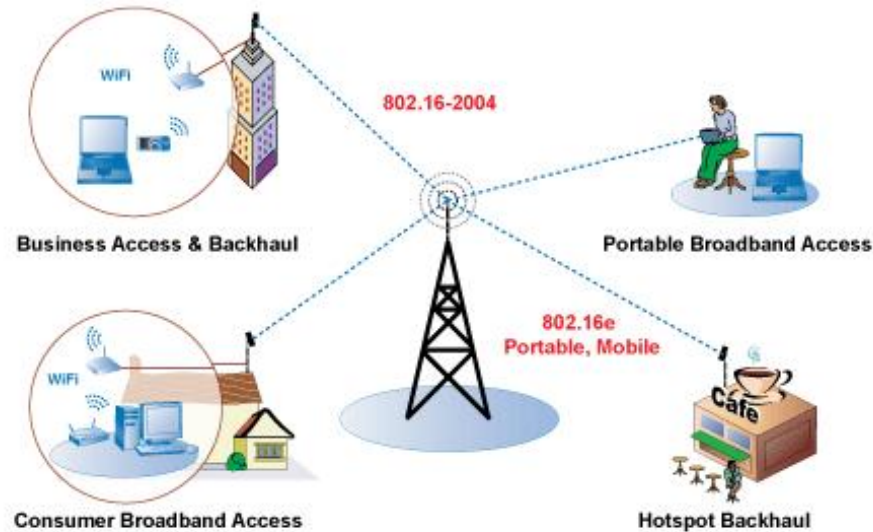 WiFi
802.16-2004
Business Access & Backhaul
Portable Broadband Access
802.16e
Portable, Mobile
WiFi
Cafe
Consumer Broadband Access
Hotspot Backhaul